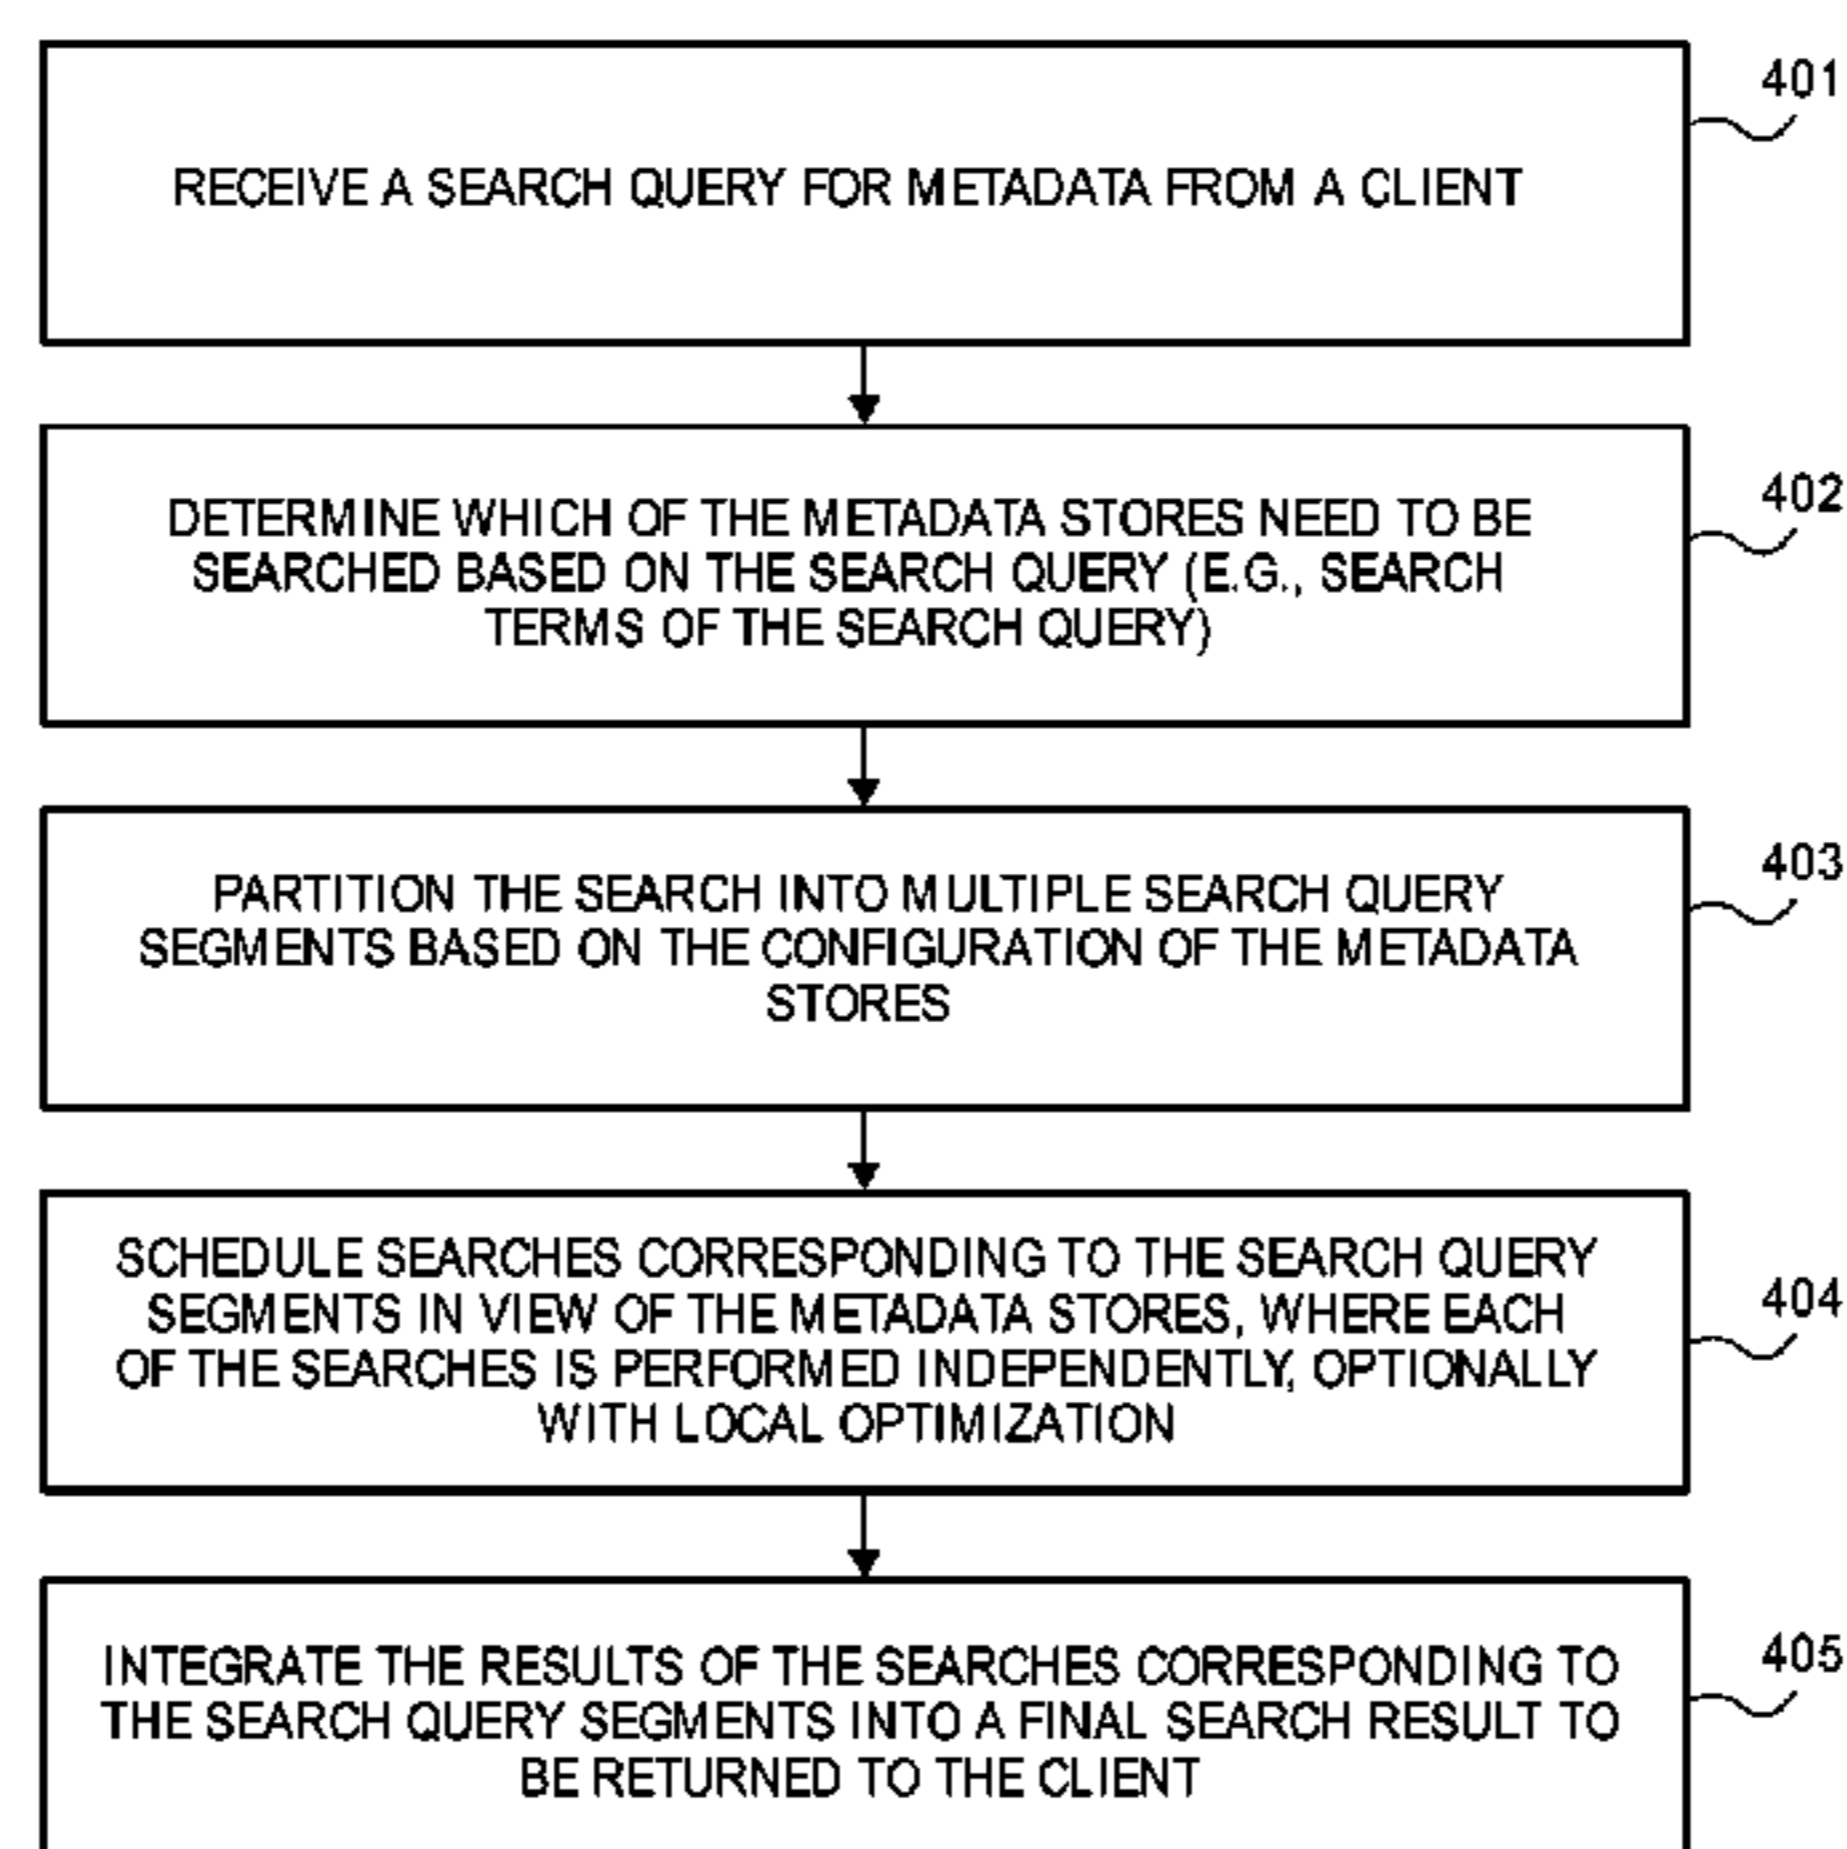 401
RECEIVE A SEARCH QUERY FOR METADATA FROM A CLIENT
402
DETERMINE WHICH OF THE METADATA STORES NEED TO BE
SEARCHED BASED ON THE SEARCH QUERY (E.G., SEARCH
TERMS OF THE SEARCH QUERY)
403
PARTITION THE SEARCH INTO MULTIPLE SEARCH QUERY
SEGMENTS BASED ON THE CONFIGURATION OF THE METADATA
STORES
404
SCHEDULE SEARCHES CORRESPONDING TO THE SEARCH QUERY
SEGMENTS IN VIEW OF THE METADATA STORES, WHERE EACH
OF THE SEARCHES IS PERFORMED INDEPENDENTLY, OPTIONALLY
WITH LOCAL OPTIMIZATION
405
INTEGRATE THE RESULTS OF THE SEARCHES CORRESPONDING TO
THE SEARCH QUERY SEGMENTS INTO A FINAL SEARCH RESULT TO
BE RETURNED TO THE CLIENT